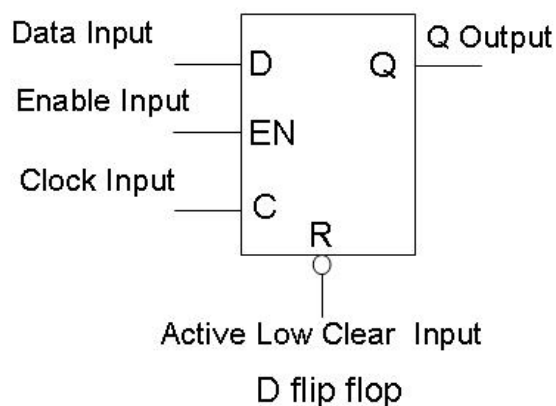 Data Input
Q Output
D
Q
Enable Input
EN
Clock Input
C
R
Active Low Clear Input
D flip flop